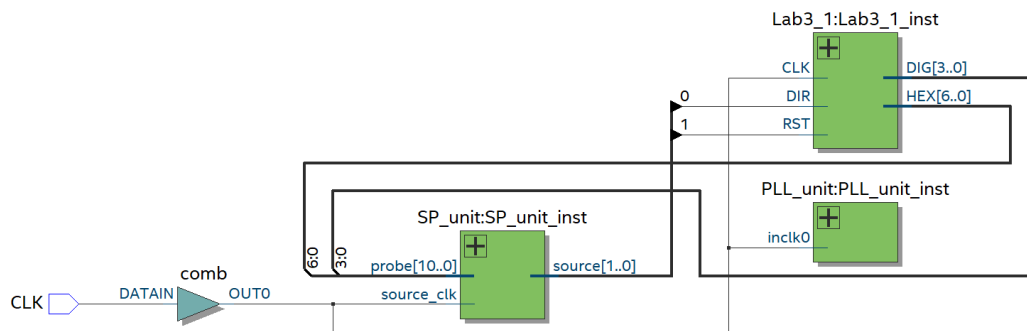 Lab3_1:Lab3_1_inst
CLK
DIG[3..0]
0
DIR
HEX[6..0]
1
RST
PLL_unit:PLL_unit_inst
inclk0
SP_unit:SP_unit_inst
6:0
3:0
probe[10..0]
source[1..0]
source_clk
comb
CLK
DATAIN
OUT0